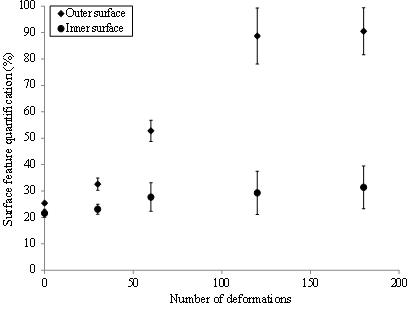 Outer surface
Inner surface
Surface feature quantification (%)
100
90
80
70
60
50
40
30
20
10
0
0 50 100 150 200
Number of deformations